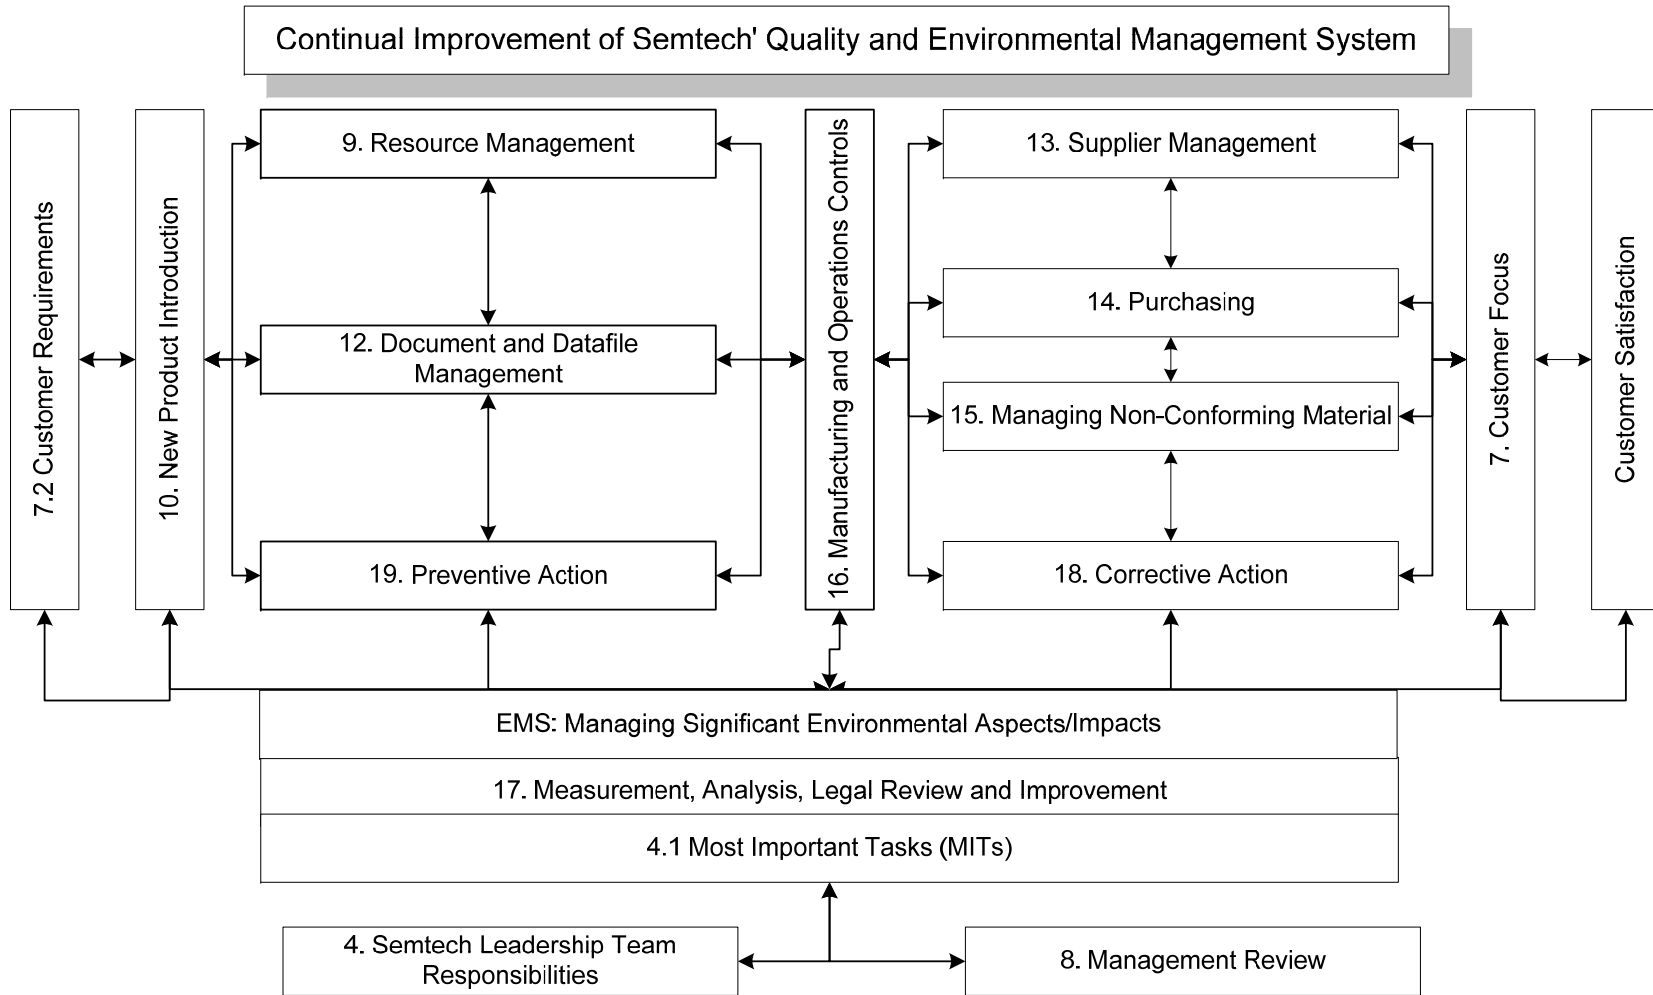 Continual Improvement of Semtech' Quality and Environmental Management System
7.2 Customer Requirements
10. New Product Introduction
9. Resource Management
12. Document and Datafile
Management
19. Preventive Action
16. Manufacturing and Operations Controls
13. Supplier Management
14. Purchasing
15. Managing Non-Conforming Material
18. Corrective Action
7. Customer Focus
Customer Satisfaction
EMS: Managing Significant Environmental Aspects/Impacts
17. Measurement, Analysis, Legal Review and Improvement
4.1 Most Important Tasks (MITs)
4. Semtech Leadership Team
Responsibilities
8. Management Review